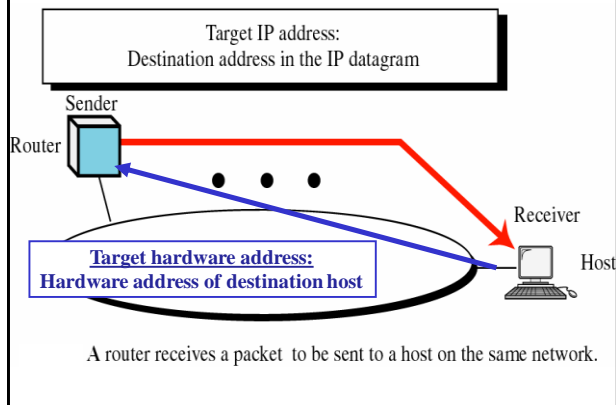 Target IP address:
Destination address in the IP datagram
Sender
Router
Receiver
Host
Target hardware address:
Hardware address of destination host
A router receives a packet to be sent to a host on the same network.